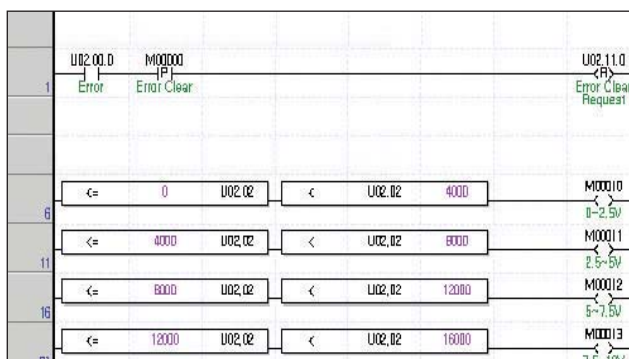 U02.00.D M00000 U02.11.0
|P| (R)
1 Error Error Clear Error Clear
Request
<= 0 U02.02 < U02.02 4000 M00010
6 0~2.5V
<= 4000 U02.02 < U02.02 8000 M00011
11 2.5~5V
<= 8000 U02.02 < U02.02 12000 M00012
16 5~7.5V
<= 12000 U02.02 < U02.02 16000 M00013